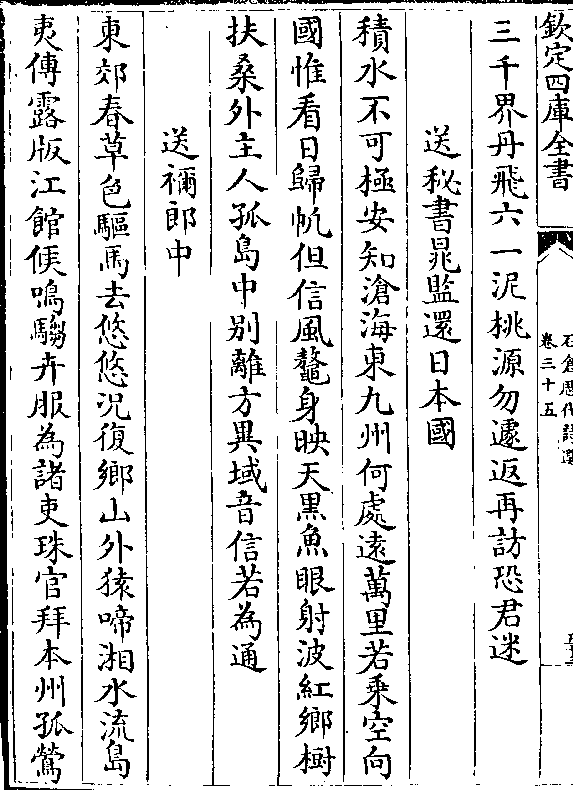 欽定四庫全書
石倉歷代詩選
卷三十五
三千界丹飛六一泥桃源勿遽返再訪恐君迷
送秘書晁監還日本國
積水不可極安知滄海東九州何處逺萬里若乘空向
國惟看日歸帆但信風鼇身映天黑魚眼射波紅鄉樹
扶桑外主人孤島中别離方異域音信若為通
送禰郎中
東郊春草色驅馬去悠悠況復鄉山外猿啼湘水流島
夷傳露版江館候鳴騶卉服為諸吏珠官拜本州孤鶯